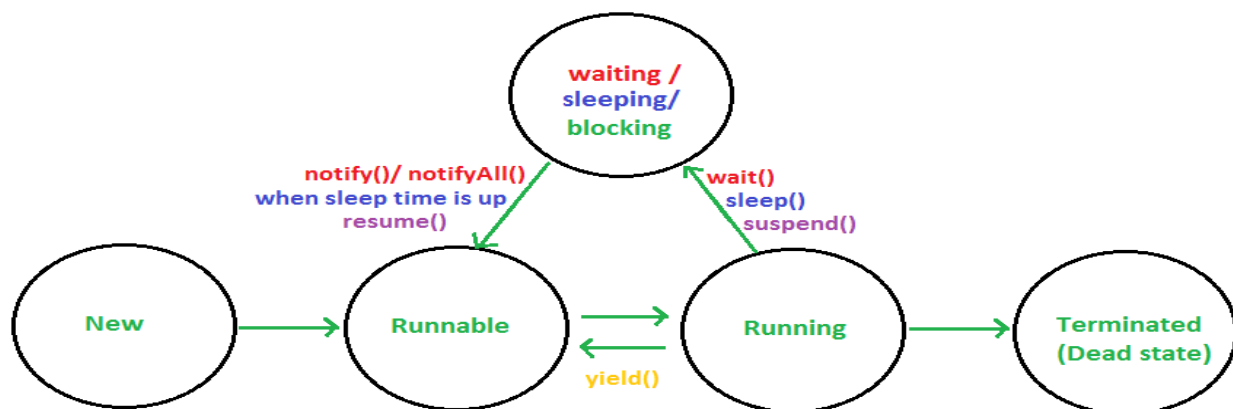 waiting /
sleeping/
blocking
notify()/ notifyAll()
when sleep time is up
resume()
wait()
sleep()
suspend()
New
Runnable
Running
Terminated
(Dead state)
yield()